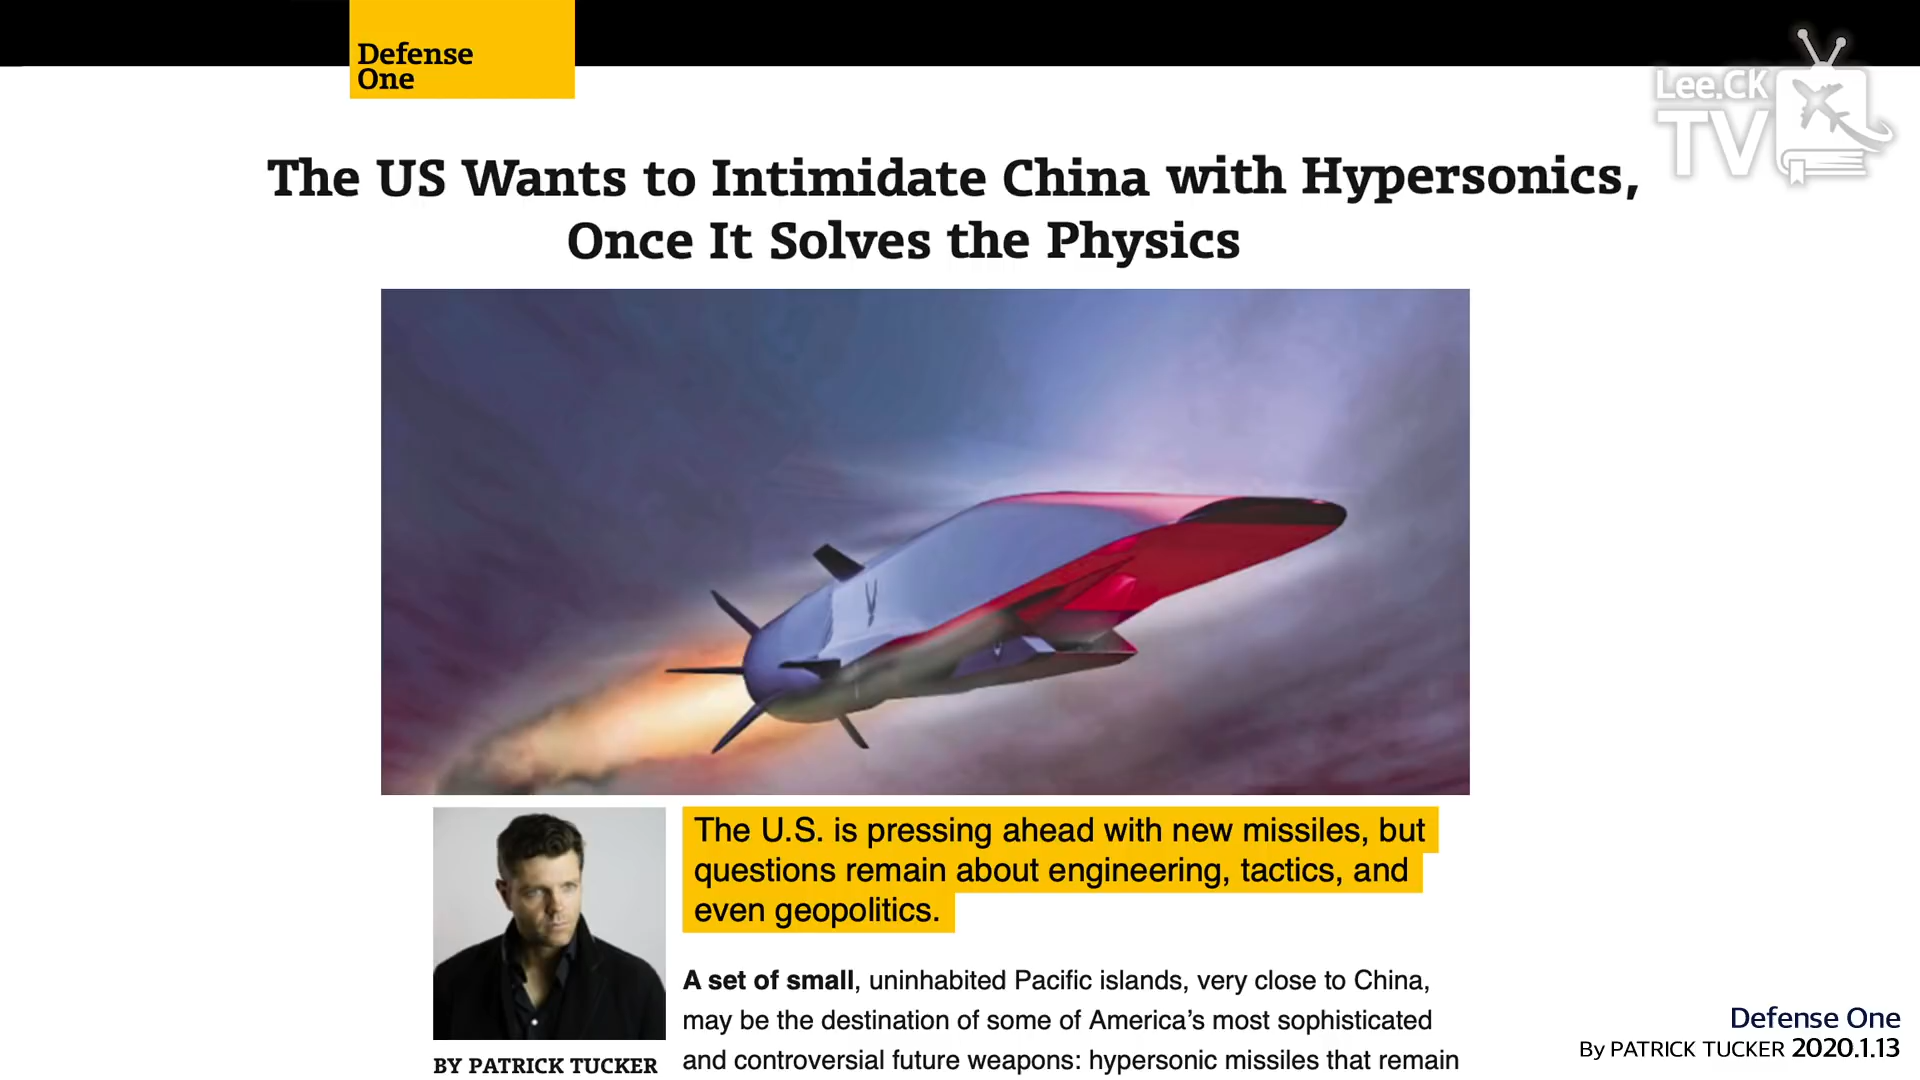 Defense
One
Lee.CK
TV
The US Wants to Intimidate China with Hypersonics,
Once It Solves the Physics
The U.S. is pressing ahead with new missiles, but
questions remain about engineering, tactics, and
even geopolitics.
A set of small, uninhabited Pacific islands, very close to China,
may be the destination of some of America’s most sophisticated
and controversial future weapons: hypersonic missiles that remain
BY PATRICK TUCKER
Defense One
By PATRICK TUCKER 2020.1.13